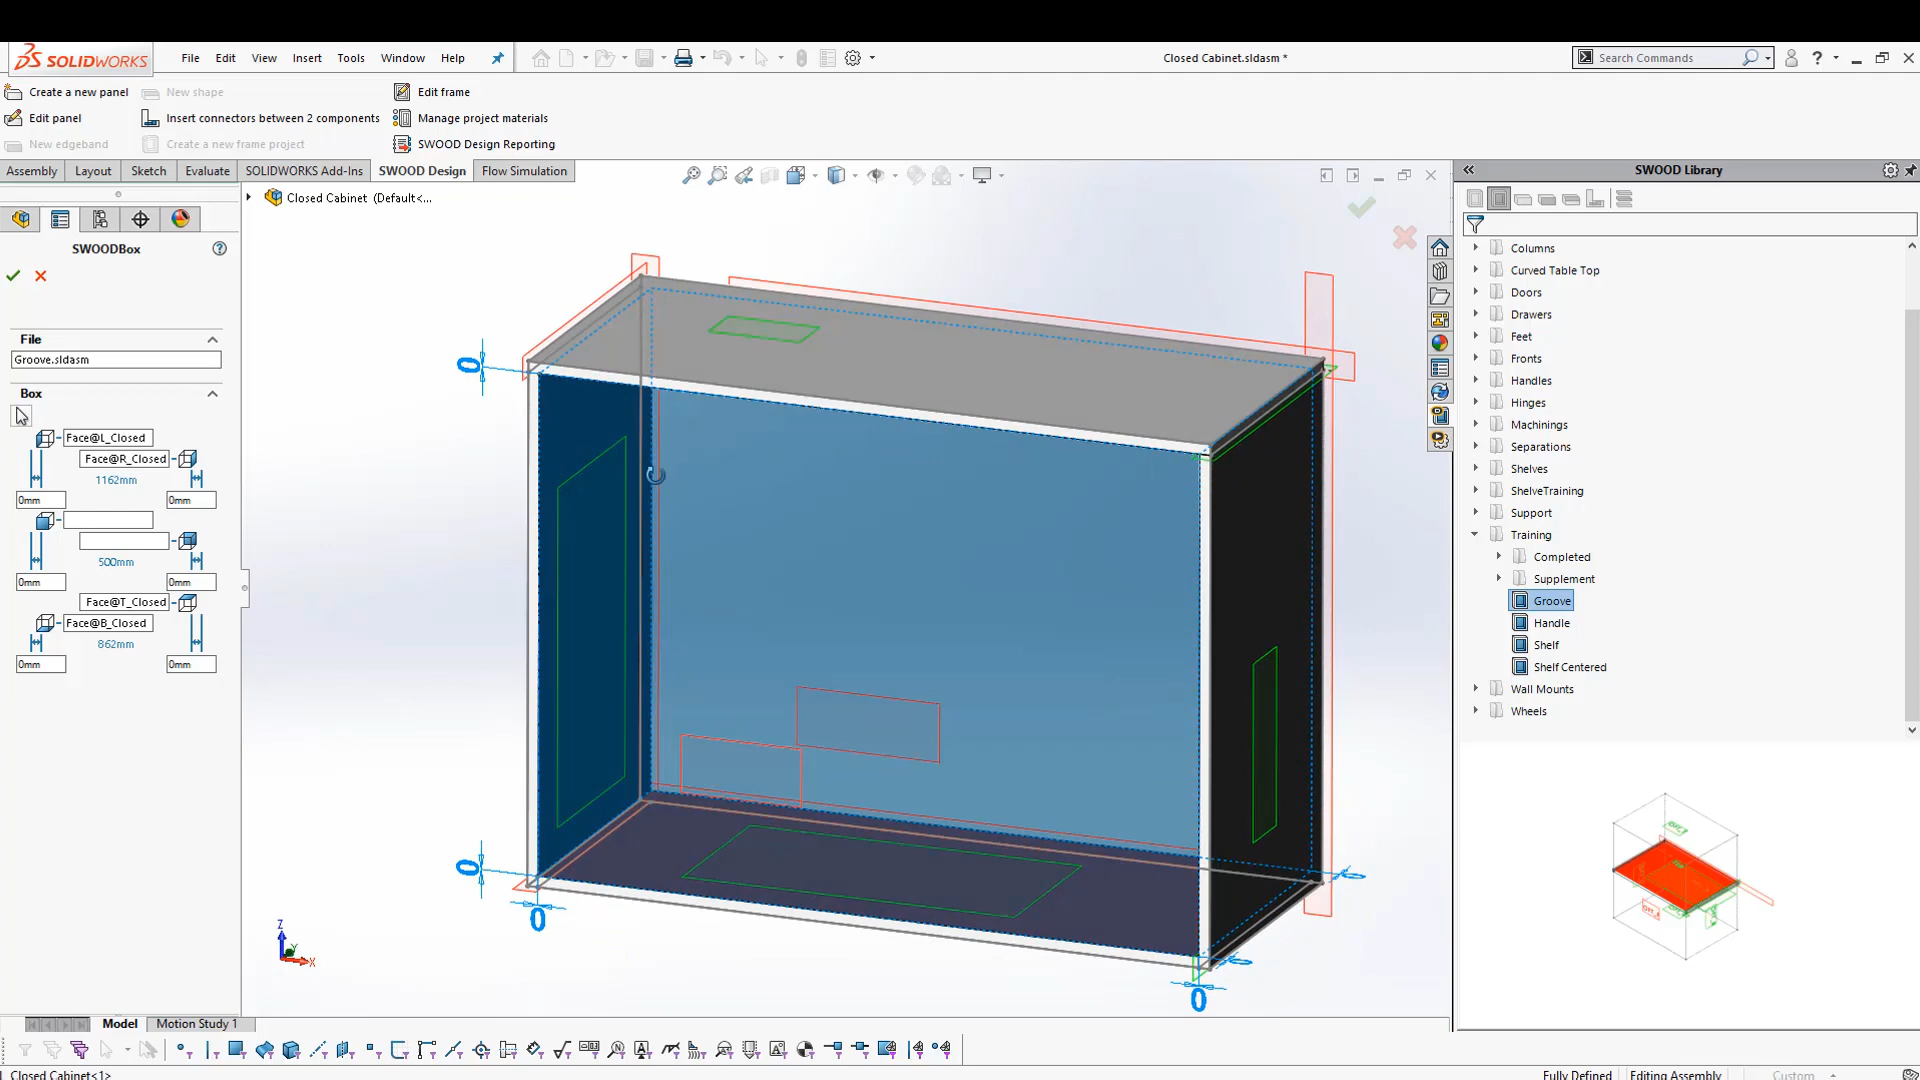 SOLIDWORKS
File Edit View Insert Tools Window Help
Closed Cabinet.sldasm *
Search Commands
?
Create a new panel
New shape
Edit frame
Edit panel
Insert connectors between 2 components
Manage project materials
New edgeband
Create a new frame project
SWOOD Design Reporting
Assembly Layout Sketch Evaluate SOLIDWORKS Add-Ins SWOOD Design Flow Simulation
SWOOD Library
Closed Cabinet (Default<...
SWOODBox
?
File
Groove.sldasm
Box
Face@L_Closed
Face@R_Closed
1162mm
0mm 0mm
500mm
0mm 0mm
Face@T_Closed
Face@B_Closed
862mm
0mm 0mm
0
0
0
0
0
0
Z
Y
X
Columns
Curved Table Top
Doors
Drawers
Feet
Fronts
Handles
Hinges
Machinings
Separations
Shelves
ShelveTraining
Support
Training
Completed
Supplement
Groove
Handle
Shelf
Shelf Centered
Wall Mounts
Wheels
Model Motion Study 1
Closed Cabinet<1>
Fully Defined Editing Assembly Custom